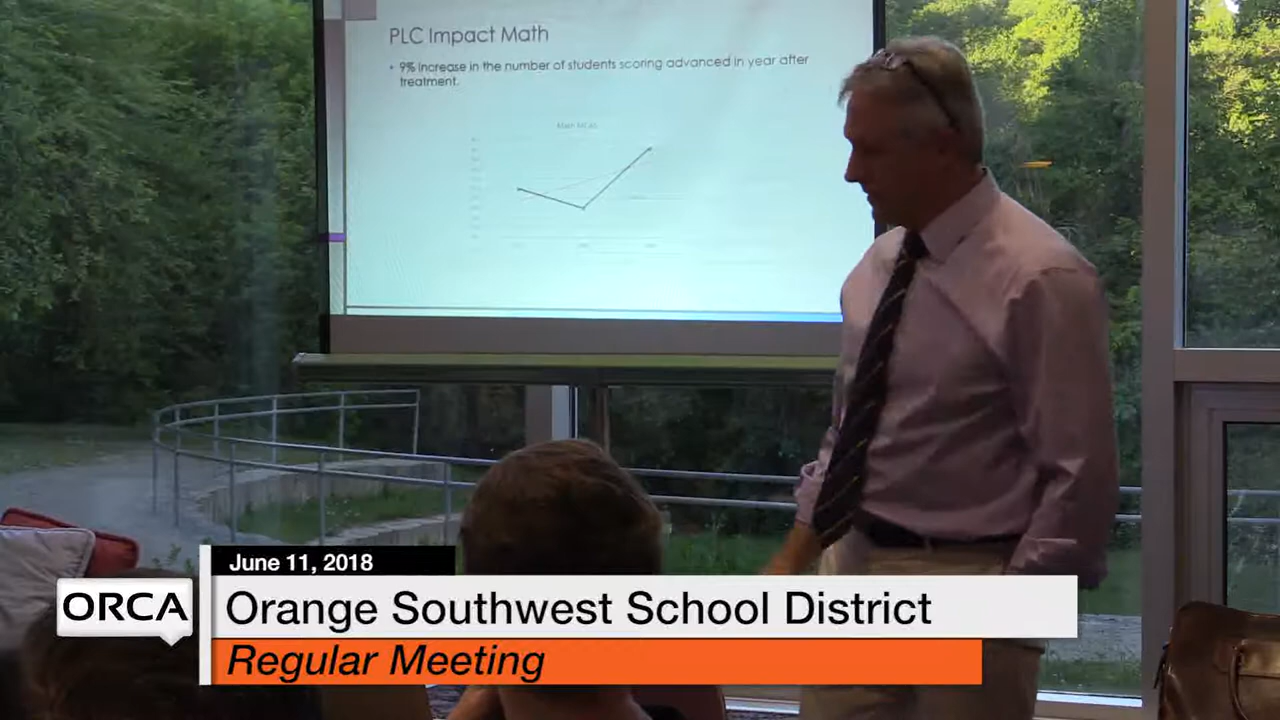 PLC Impact Math
• 9% increase in the number of students scoring advanced in year after
treatment.
June 11, 2018
ORCA
Orange Southwest School District
Regular Meeting